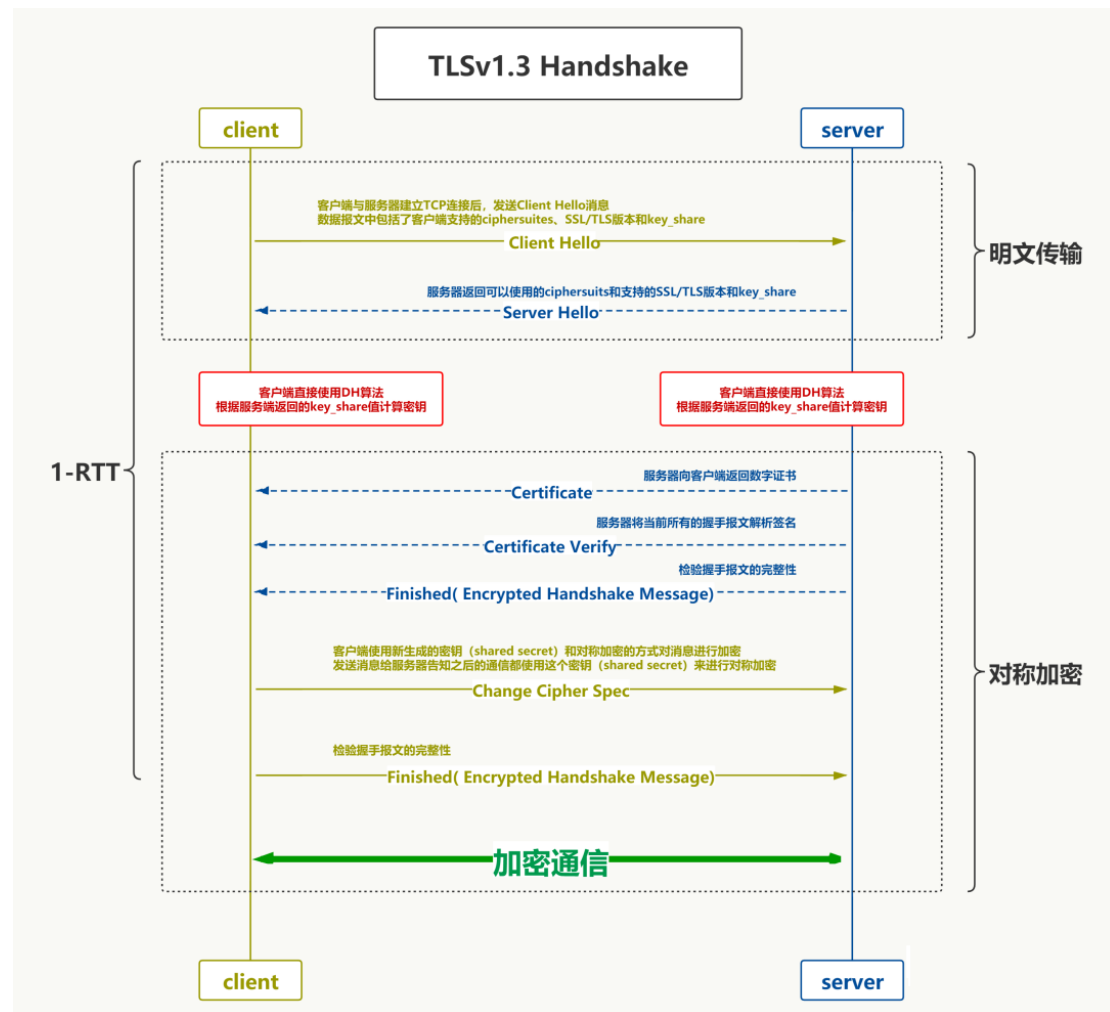 TLSv1.3 Handshake
client
server
客户端与服务器建立TCP连接后，发送Client Hello消息
数据报文中包括了客户端支持的ciphersuites、SSL/TLS版本和key_share
Client Hello
明文传输
服务器返回可以使用的ciphersuits和支持的SSL/TLS版本和key_share
Server Hello
客户端直接使用DH算法
根据服务端返回的key_share值计算密钥
客户端直接使用DH算法
根据服务端返回的key_share值计算密钥
1-RTT
服务器向客户端返回数字证书
Certificate
服务器将当前所有的握手报文解析签名
Certificate Verify
检验握手报文的完整性
Finished( Encrypted Handshake Message)
客户端使用新生成的密钥（shared secret）和对称加密的方式对消息进行加密
发送消息给服务器告知之后的通信都使用这个密钥（shared secret）来进行对称加密
Change Cipher Spec
对称加密
检验握手报文的完整性
Finished( Encrypted Handshake Message)
加密通信
client
server